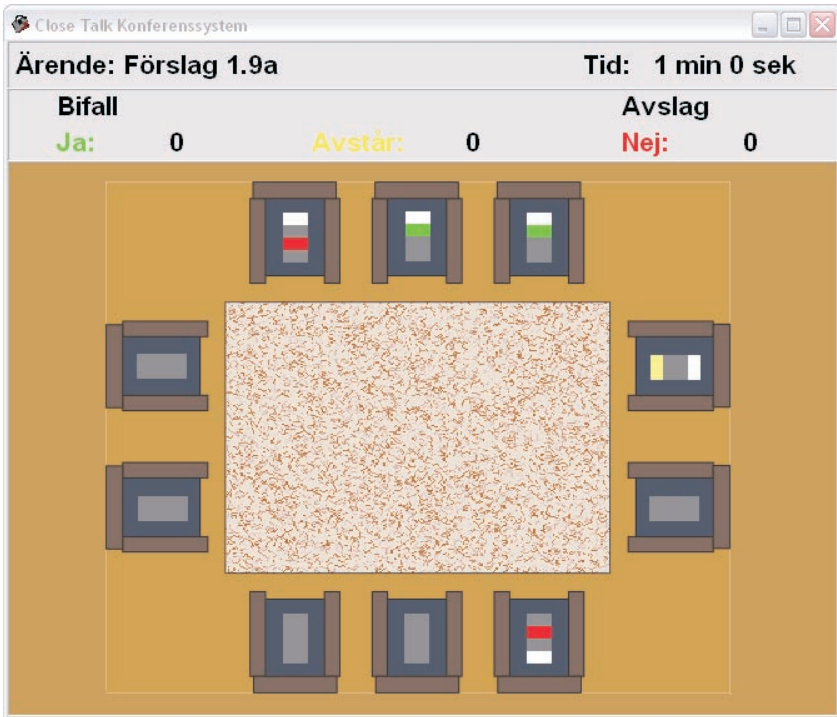 Close Talk Konferenssystem
Ärende: Förslag 1.9a Tid: 1 min 0 sek
Bifall Avslag
Ja: 0 Avstår: 0 Nej: 0